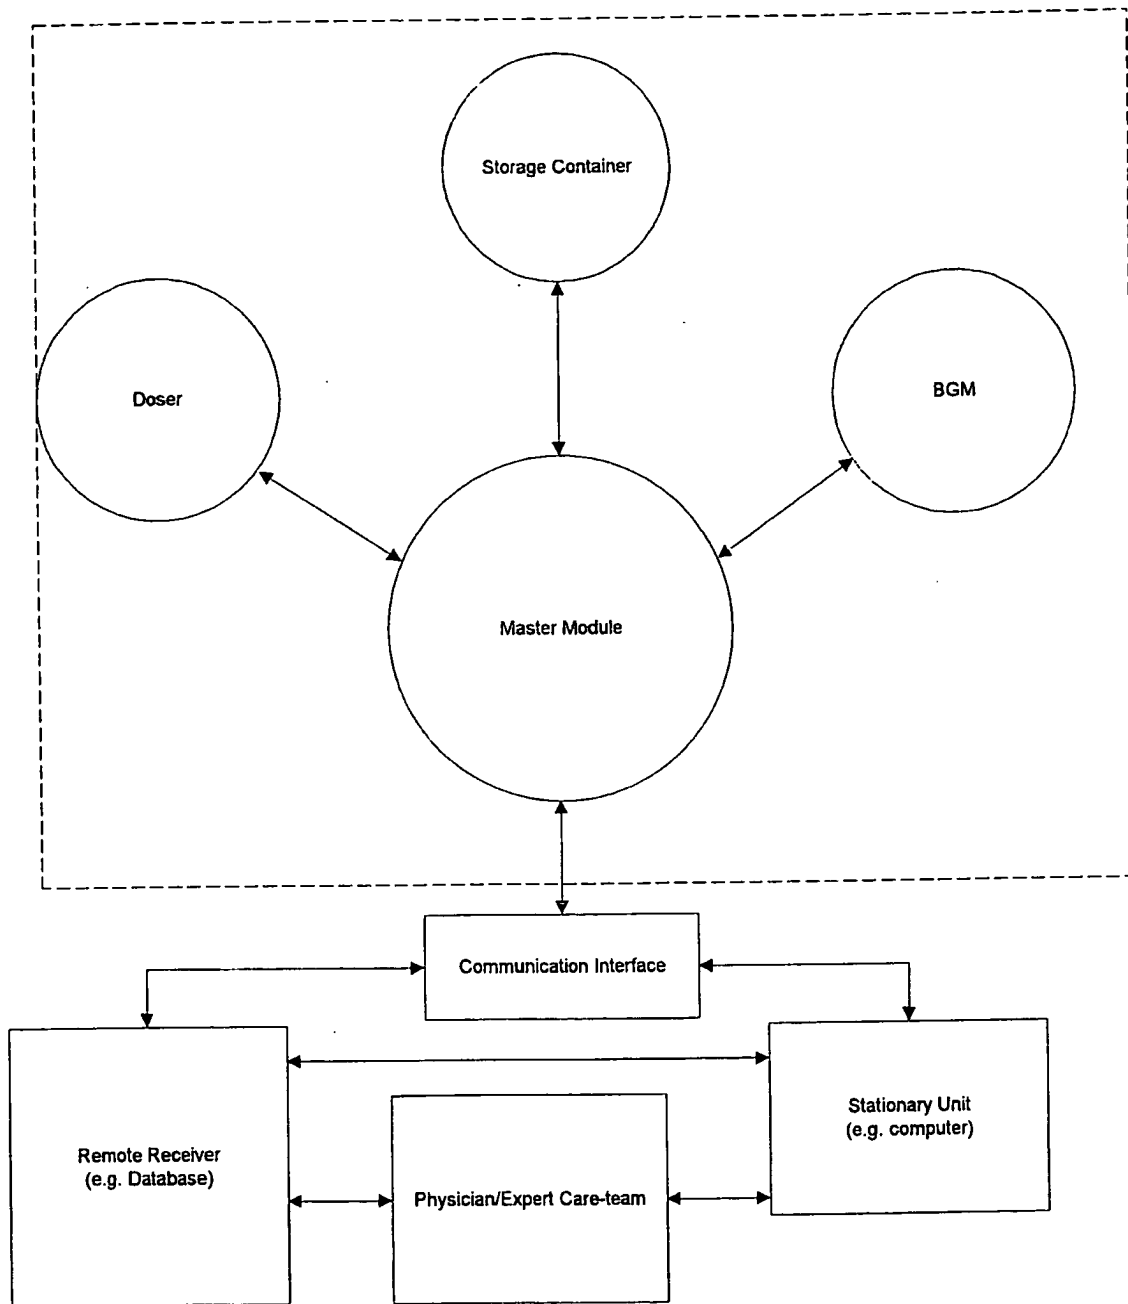 Storage Container
Doser
BGM
Master Module
Communication Interface
Stationary Unit
(e.g. computer)
Remote Receiver
(e.g. Database)
Physician/Expert Care-team